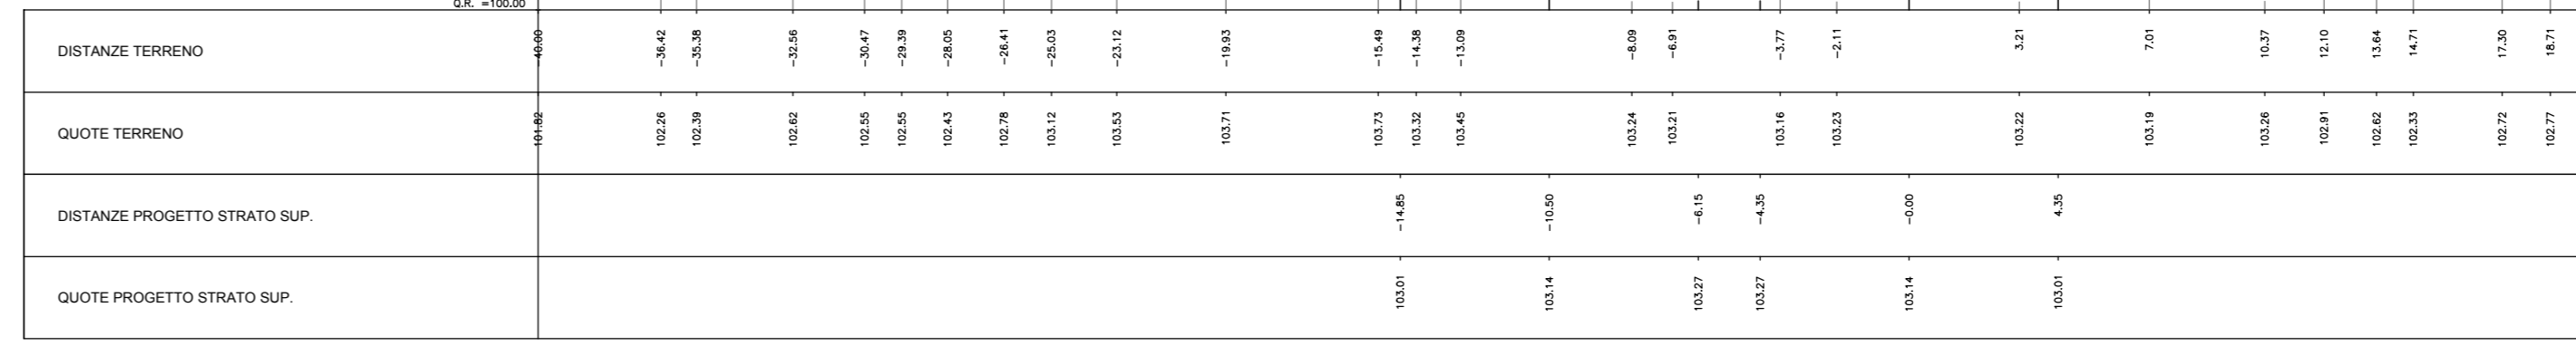 Q.R. =100.00
DISTANZE TERRENO -40.00 -36.42 -35.38 -32.56 -30.47 -29.39 -28.05 -26.41 -25.03 -23.12 -19.93 -15.49 -14.38 -13.09 -8.09 -6.91 -3.77 -2.11 3.21 7.01 10.37 12.10 13.64 14.71 17.30 18.71
QUOTE TERRENO 101.82 102.26 102.39 102.62 102.55 102.55 102.43 102.78 103.12 103.53 103.71 103.73 103.32 103.45 103.24 103.21 103.16 103.23 103.22 103.19 103.26 102.91 102.62 102.33 102.72 102.77
DISTANZE PROGETTO STRATO SUP. -14.85 -10.50 -6.15 -4.35 -0.00 4.35
QUOTE PROGETTO STRATO SUP. 103.01 103.14 103.27 103.27 103.14 103.01